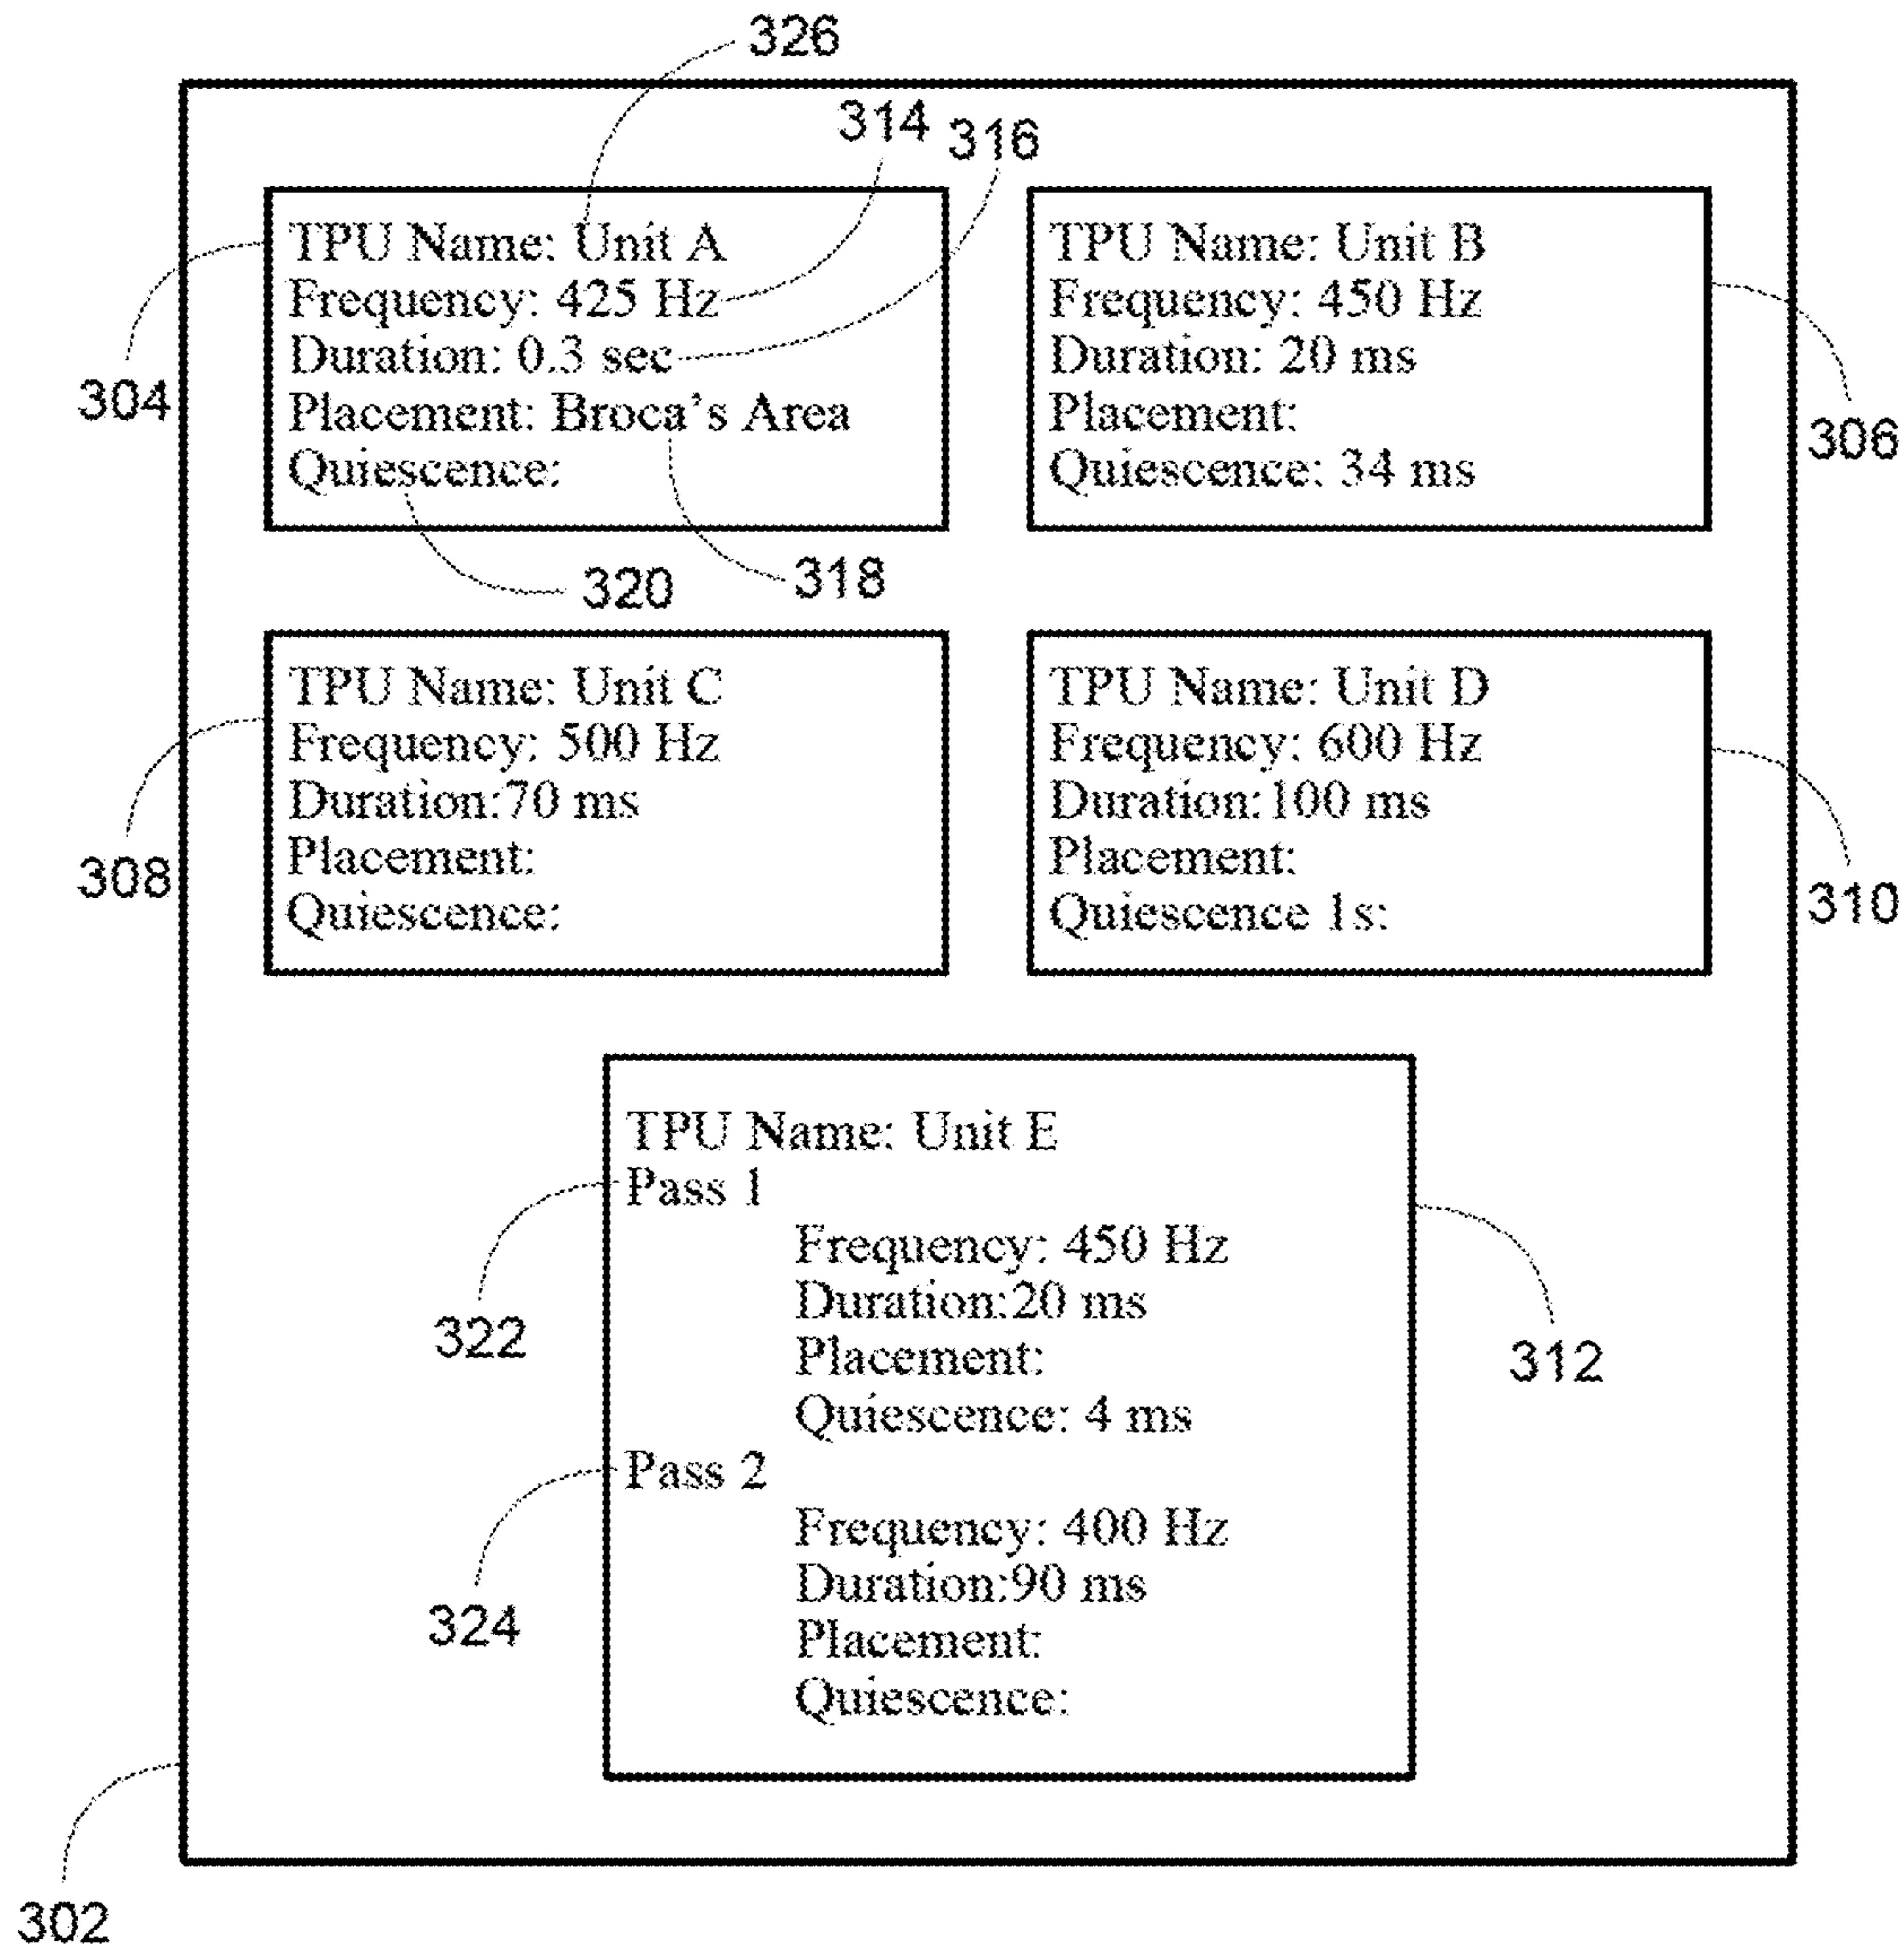 326
314
316
TPU Name: Unit A
Frequency: 425 Hz
Duration: 0.3 sec
Placement: Broca's Area
Quiescence:
304
TPU Name: Unit B
Frequency: 450 Hz
Duration: 20 ms
Placement:
Quiescence: 34 ms
306
320
318
TPU Name: Unit C
Frequency: 500 Hz
Duration:70 ms
Placement:
Quiescence:
308
TPU Name: Unit D
Frequency: 600 Hz
Duration:100 ms
Placement:
Quiescence 1s:
310
TPU Name: Unit E
Pass 1
Frequency: 450 Hz
Duration:20 ms
Placement:
Quiescence: 4 ms
322
312
Pass 2
Frequency: 400 Hz
Duration:90 ms
Placement:
Quiescence:
324
302